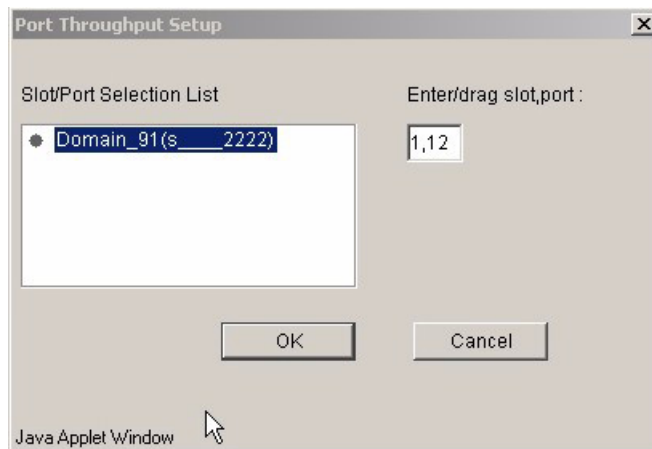 Port Throughput Setup
Slot/Port Selection List
Enter/drag slot,port :
Domain_91(s____2222)
1,12
OK
Cancel
Java Applet Window